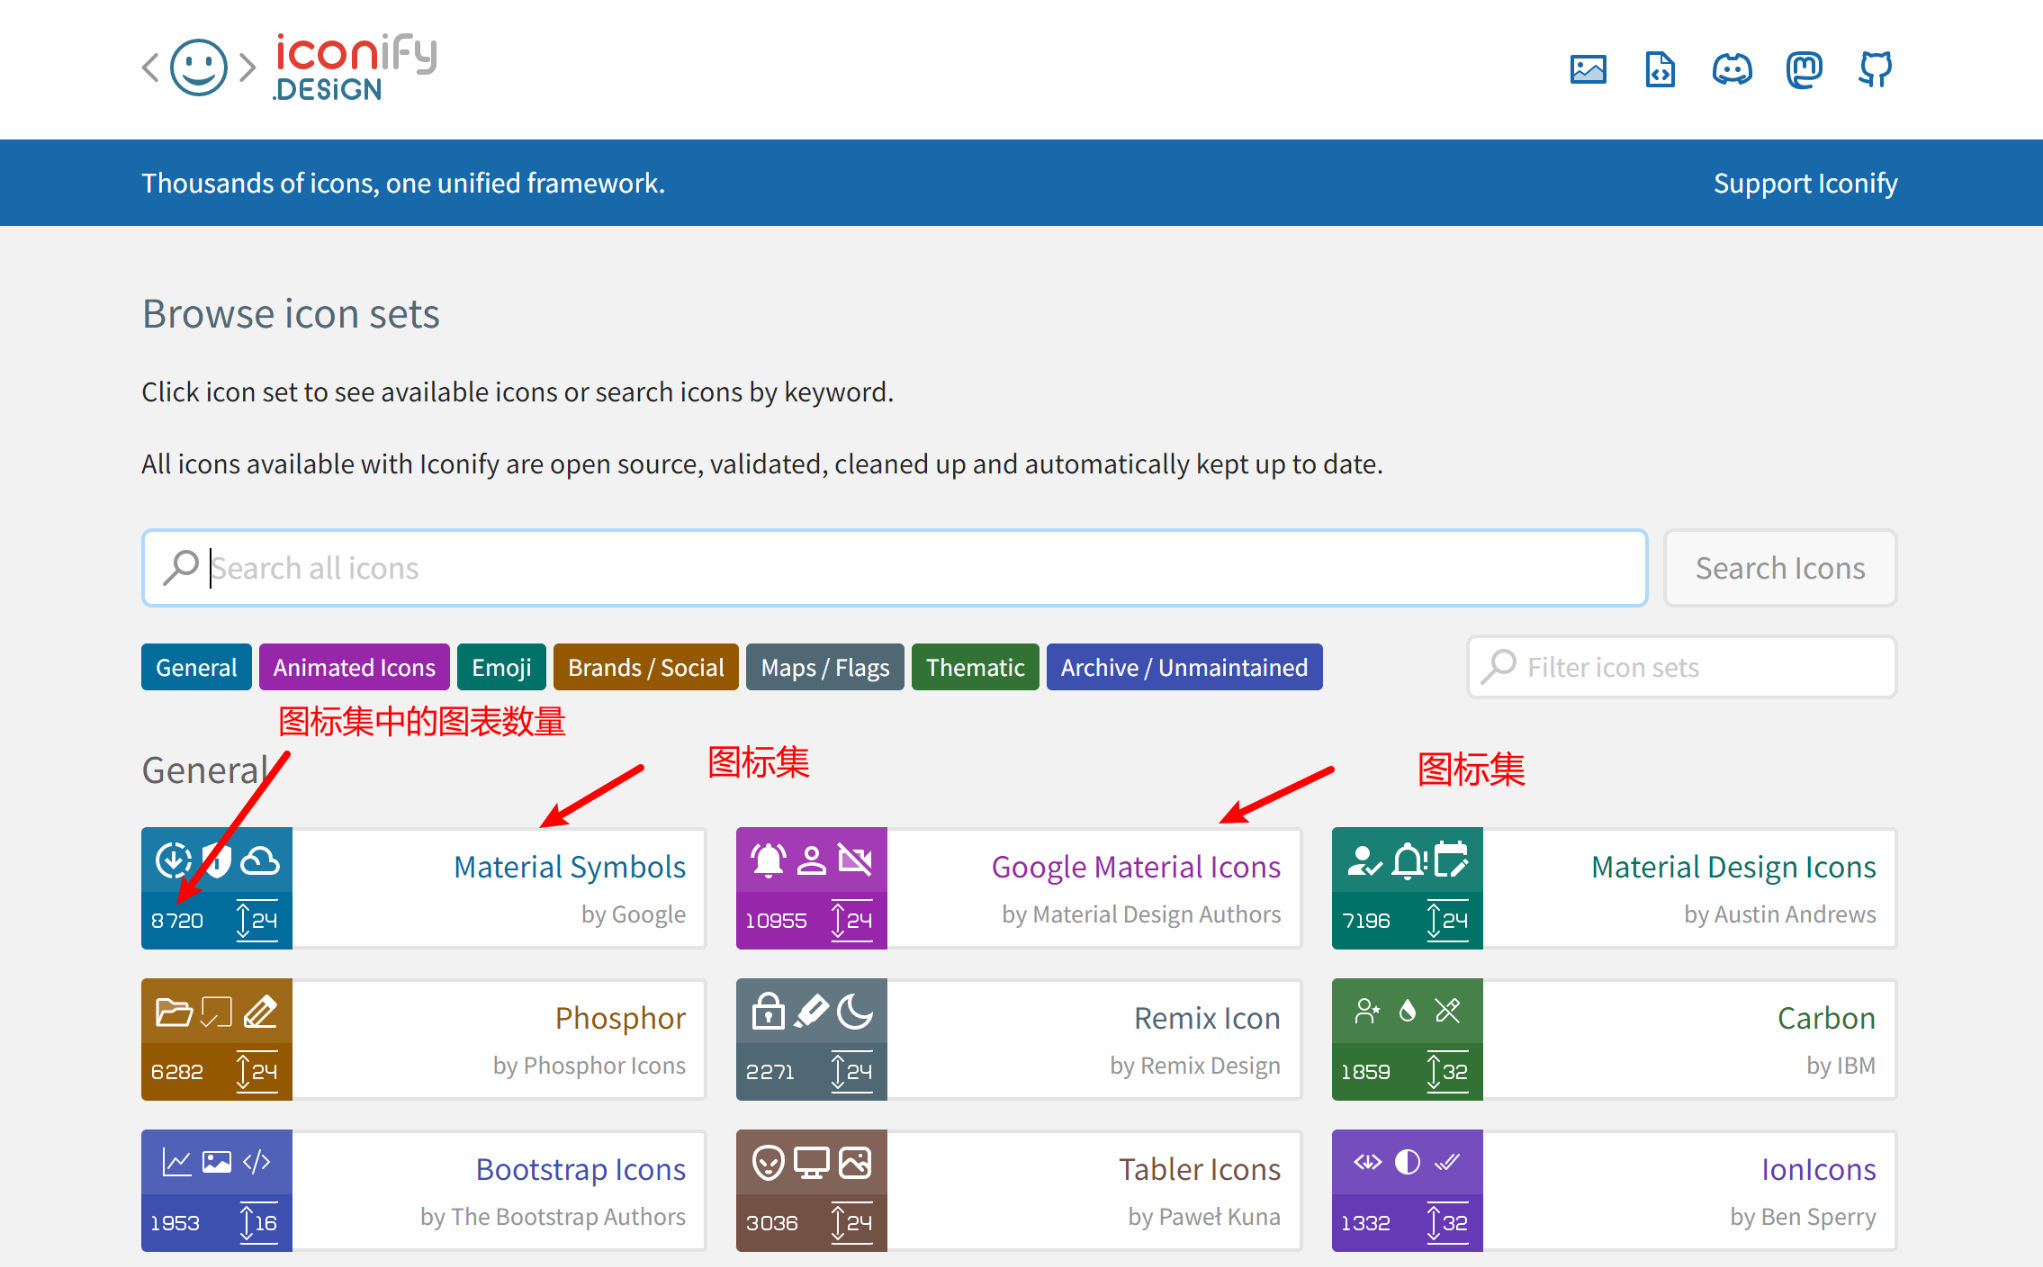 iconify
.DESiGN
Thousands of icons, one unified framework.
Support Iconify
Browse icon sets
Click icon set to see available icons or search icons by keyword.
All icons available with Iconify are open source, validated, cleaned up and automatically kept up to date.
Search all icons
Search Icons
General
Animated Icons
Emoji
Brands / Social
Maps / Flags
Thematic
Archive / Unmaintained
Filter icon sets
图标集中的图表数量
图标集
图标集
General
Material Symbols
by Google
8720
24
Google Material Icons
by Material Design Authors
10955
24
Material Design Icons
by Austin Andrews
7196
24
Phosphor
by Phosphor Icons
6282
24
Remix Icon
by Remix Design
2271
24
Carbon
by IBM
1859
32
Bootstrap Icons
by The Bootstrap Authors
1953
16
Tabler Icons
by Paweł Kuna
3036
24
IonIcons
by Ben Sperry
1332
32